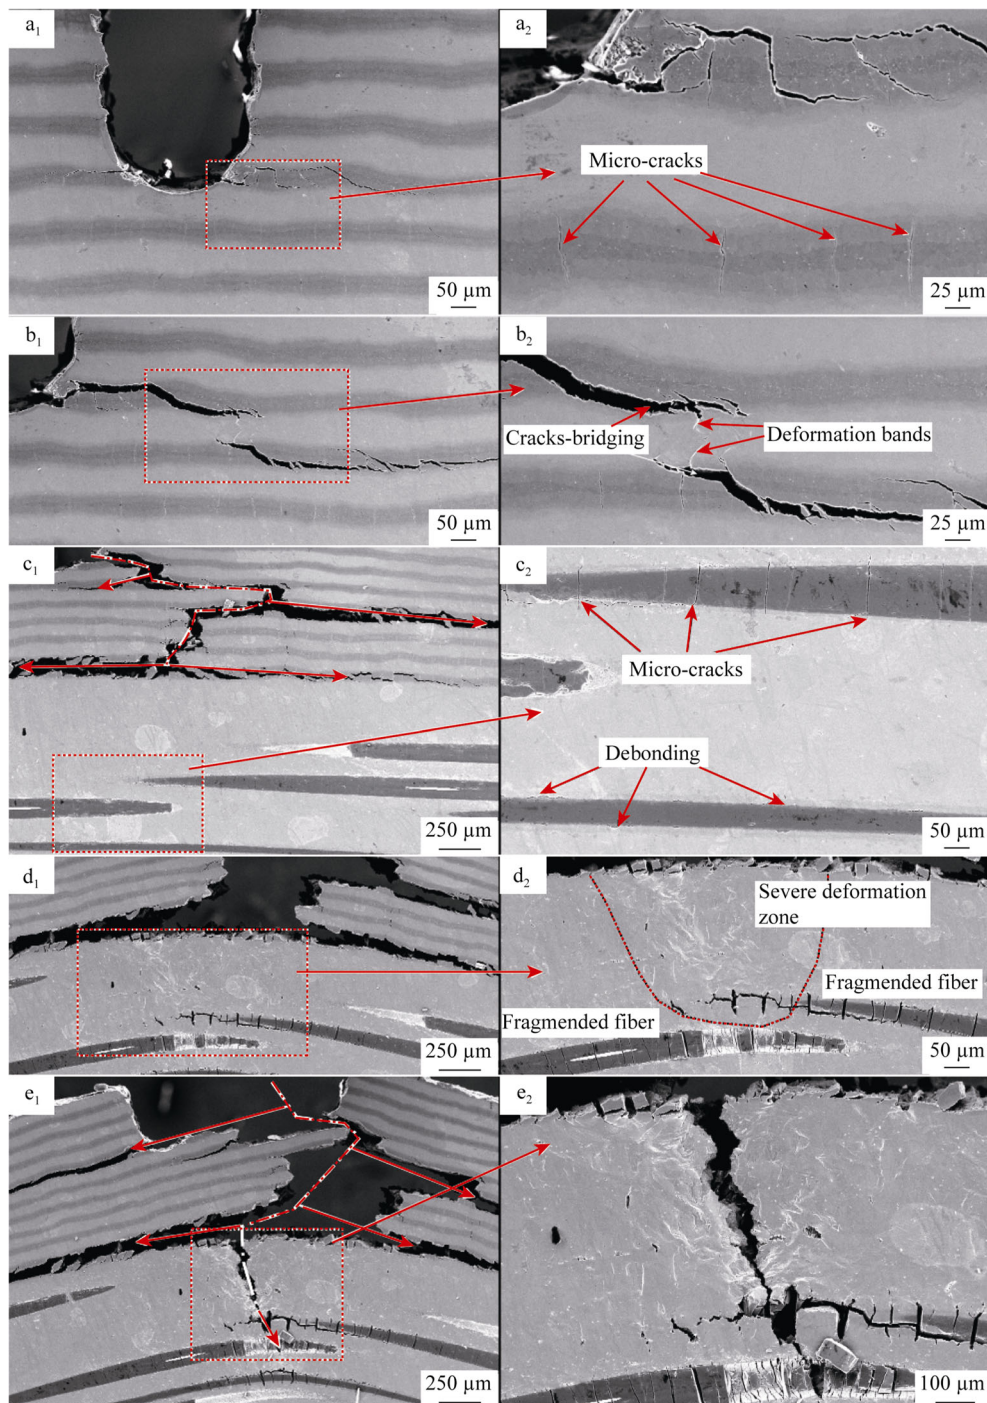 a1
50 µm
a2
Micro-cracks
25 µm
b1
50 µm
b2
Cracks-bridging
Deformation bands
25 µm
c1
250 µm
c2
Micro-cracks
Debonding
50 µm
d1
250 µm
d2
Severe deformation
zone
Fragmended fiber
Fragmended fiber
50 µm
e1
250 µm
e2
100 µm